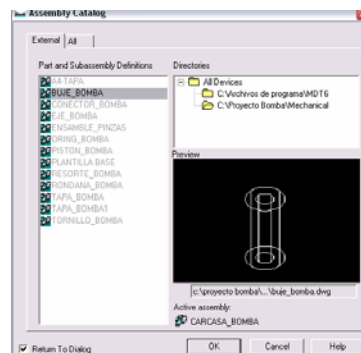 Assembly Catalog
External
All
Part and Subassembly Definitions
A4-TAPA
BUJE_BOMBA
CONECTOR_BOMBA
EJE_BOMBA
ENSAMBLE_PINZAS
ORING_BOMBA
PISTON_BOMBA
PLANTILLA BASE
RESORTE_BOMBA
RONDANA_BOMBA
TAPA_BOMBA
TAPA_BOMBA1
TORNILLO_BOMBA
Directories
All Devices
C:\Archivos de programa\MDT6
C:\Proyecto Bomba\Mechanical
Preview
c:\proyecto bomba\...\buje_bomba.dwg
Active assembly:
CARCASA_BOMBA
Return To Dialog
OK
Cancel
Help